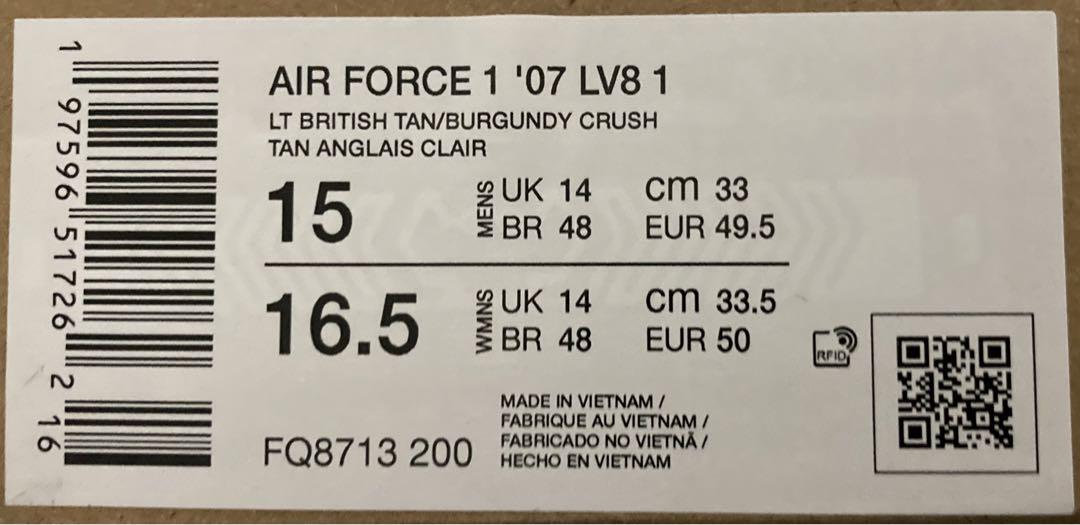 AIR FORCE 1 '07 LV8 1
LT BRITISH TAN/BURGUNDY CRUSH
TAN ANGLAIS CLAIR
15
MENS
UK 14 cm 33
BR 48 EUR 49.5
16.5
WMNS
UK 14 cm 33.5
BR 48 EUR 50
RFID
MADE IN VIETNAM /
FABRIQUE AU VIETNAM /
FABRICADO NO VIETNÃ /
HECHO EN VIETNAM
FQ8713 200
1 97596 51726 2 16